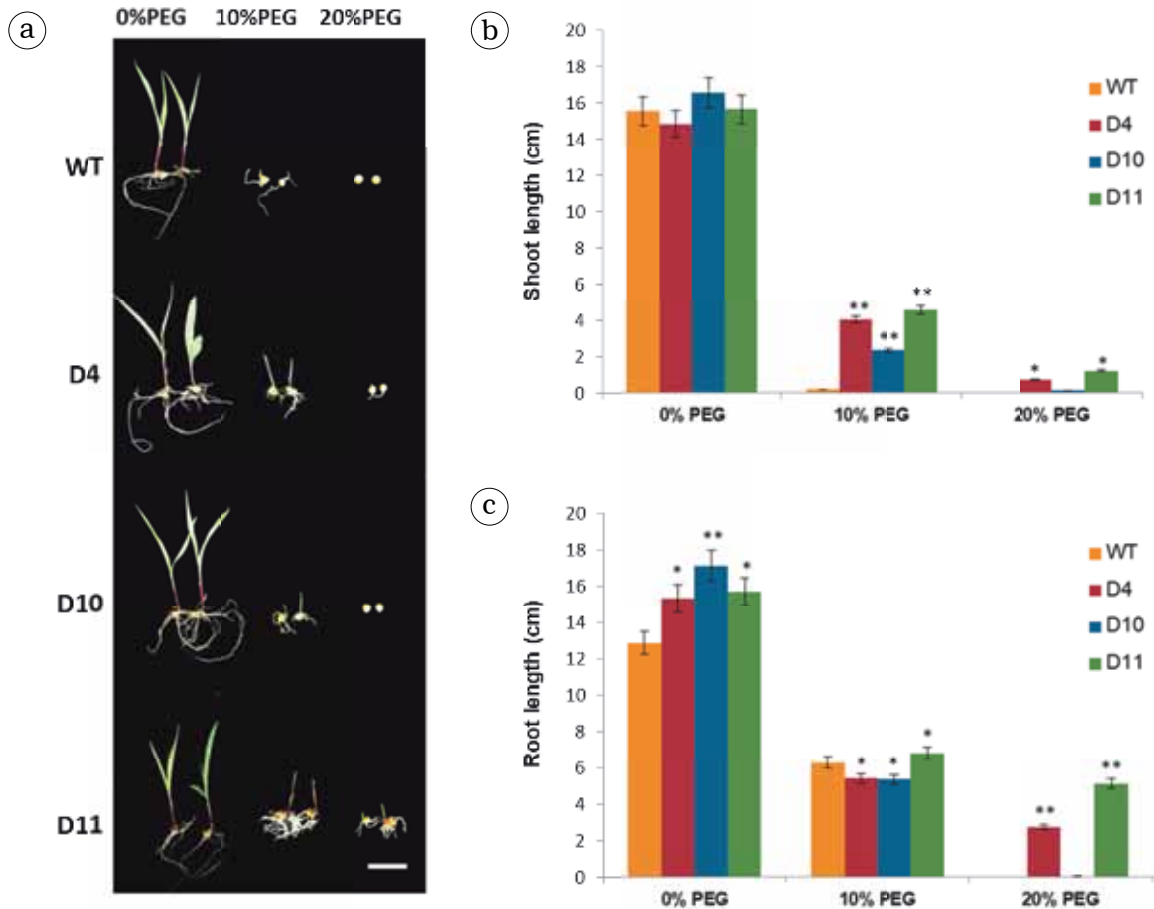 a
0%PEG 10%PEG 20%PEG
WT
D4
D10
D11
b
Shoot length (cm)
20
18
16
14
12
10
8
6
4
2
0
** ** **
* *
0% PEG 10% PEG 20% PEG
WT
D4
D10
D11
c
Root length (cm)
20
18
16
14
12
10
8
6
4
2
0
* ** *
* * *
** **
0% PEG 10% PEG 20% PEG
WT
D4
D10
D11